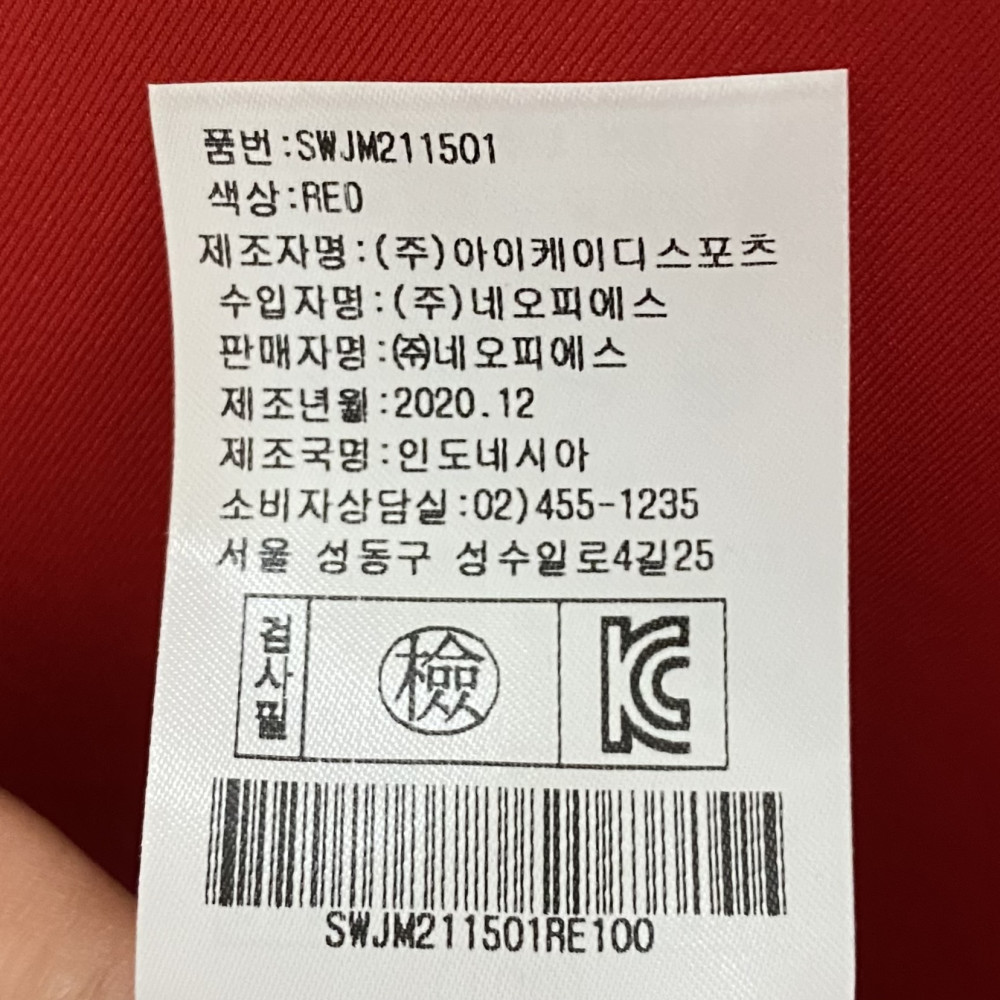 품번:SWJM211501
색상:RED
제조자명:(주)아이케이디스포츠
수입자명:(주)네오피에스
판매자명:㈜네오피에스
제조년월:2020.12
제조국명:인도네시아
소비자상담실:02)455-1235
서울 성동구 성수일로4길25
검사필
檢
KC
SWJM211501RE100